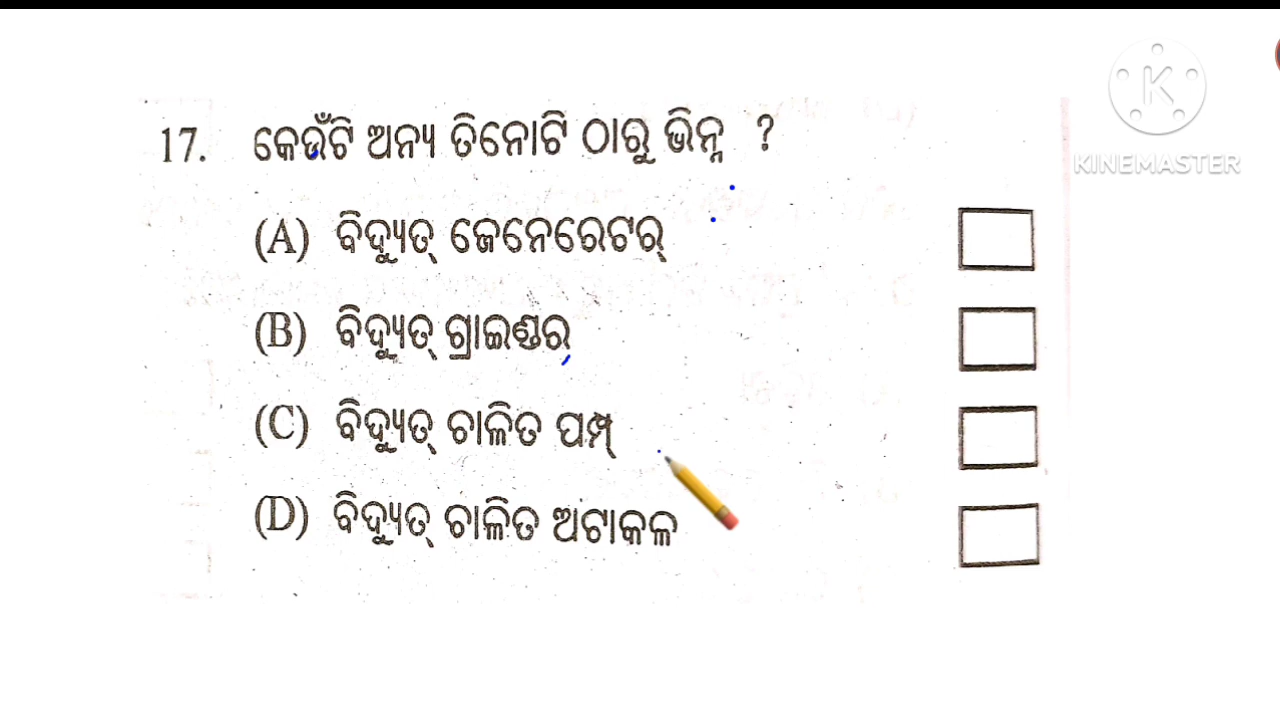 KINEMASTER
17. କେଉଁଟି ଅନ୍ୟ ତିନୋଟି ଠାରୁ ଭିନ୍ନ ?
(A) ବିଦ୍ୟୁତ୍ ଜେନେରେଟର୍
(B) ବିଦ୍ୟୁତ୍ ଗ୍ରାଇଣ୍ଡର
(C) ବିଦ୍ୟୁତ୍ ଚାଳିତ ପମ୍ପ୍
(D) ବିଦ୍ୟୁତ୍ ଚାଳିତ ଅଟାକଳ